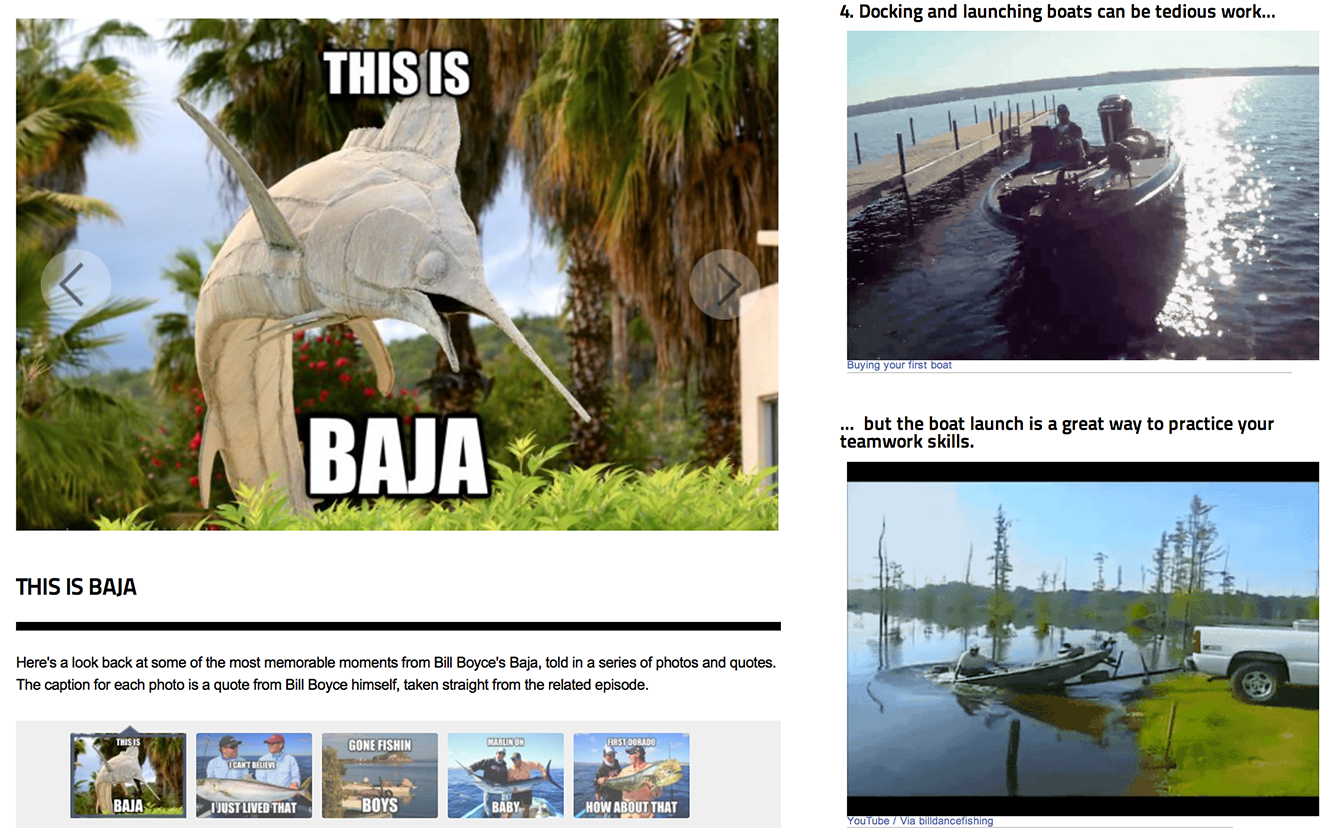 THIS IS
BAJA
THIS IS BAJA
Here's a look back at some of the most memorable moments from Bill Boyce's Baja, told in a series of photos and quotes.
The caption for each photo is a quote from Bill Boyce himself, taken straight from the related episode.
THIS IS
BAJA
I CAN'T BELIEVE
I JUST LIVED THAT
GONE FISHIN
BOYS
MARLIN ON
BABY
FIRST DORADO
HOW ABOUT THAT
4. Docking and launching boats can be tedious work...
Buying your first boat
... but the boat launch is a great way to practice your
teamwork skills.
YouTube / Via billdancefishing